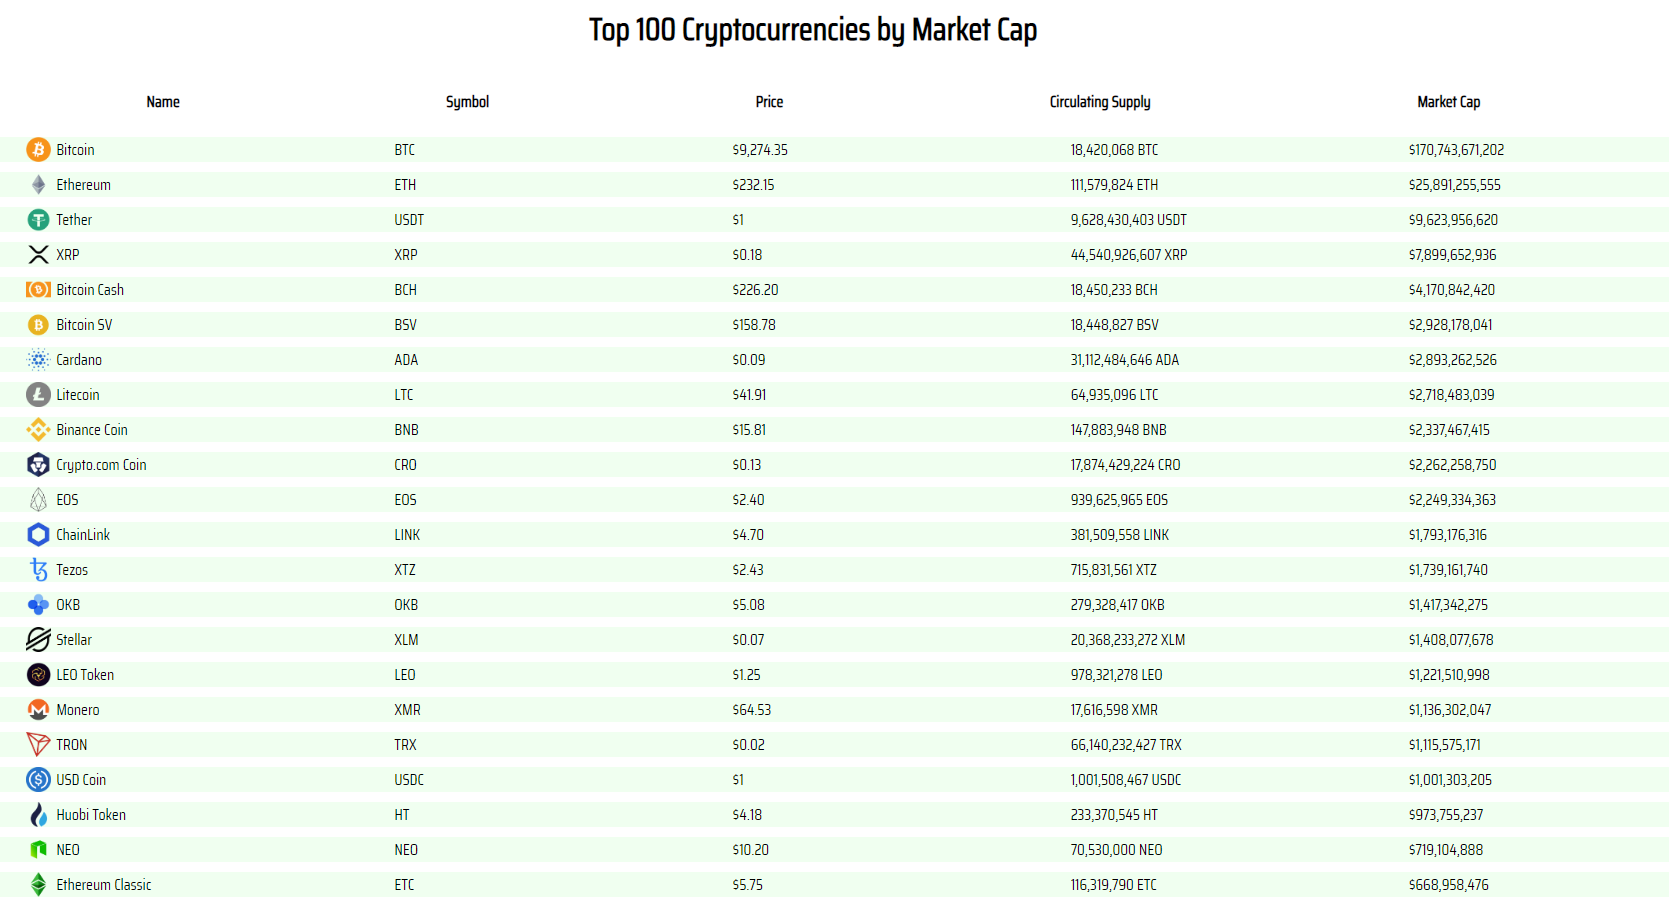 Top 100 Cryptocurrencies by Market Cap
Name Symbol Price Circulating Supply Market Cap
Bitcoin BTC $9,274.35 18,420,068 BTC $170,743,671,202
Ethereum ETH $232.15 111,579,824 ETH $25,891,255,555
Tether USDT $1 9,628,430,403 USDT $9,623,956,620
XRP XRP $0.18 44,540,926,607 XRP $7,899,652,936
Bitcoin Cash BCH $226.20 18,450,233 BCH $4,170,842,420
Bitcoin SV BSV $158.78 18,448,827 BSV $2,928,178,041
Cardano ADA $0.09 31,112,484,646 ADA $2,893,262,526
Litecoin LTC $41.91 64,935,096 LTC $2,718,483,039
Binance Coin BNB $15.81 147,883,948 BNB $2,337,467,415
Crypto.com Coin CRO $0.13 17,874,429,224 CRO $2,262,258,750
EOS EOS $2.40 939,625,965 EOS $2,249,334,363
ChainLink LINK $4.70 381,509,558 LINK $1,793,176,316
Tezos XTZ $2.43 715,831,561 XTZ $1,739,161,740
OKB OKB $5.08 279,328,417 OKB $1,417,342,275
Stellar XLM $0.07 20,368,233,272 XLM $1,408,077,678
LEO Token LEO $1.25 978,321,278 LEO $1,221,510,998
Monero XMR $64.53 17,616,598 XMR $1,136,302,047
TRON TRX $0.02 66,140,232,427 TRX $1,115,575,171
USD Coin USDC $1 1,001,508,467 USDC $1,001,303,205
Huobi Token HT $4.18 233,370,545 HT $973,755,237
NEO NEO $10.20 70,530,000 NEO $719,104,888
Ethereum Classic ETC $5.75 116,319,790 ETC $668,958,476